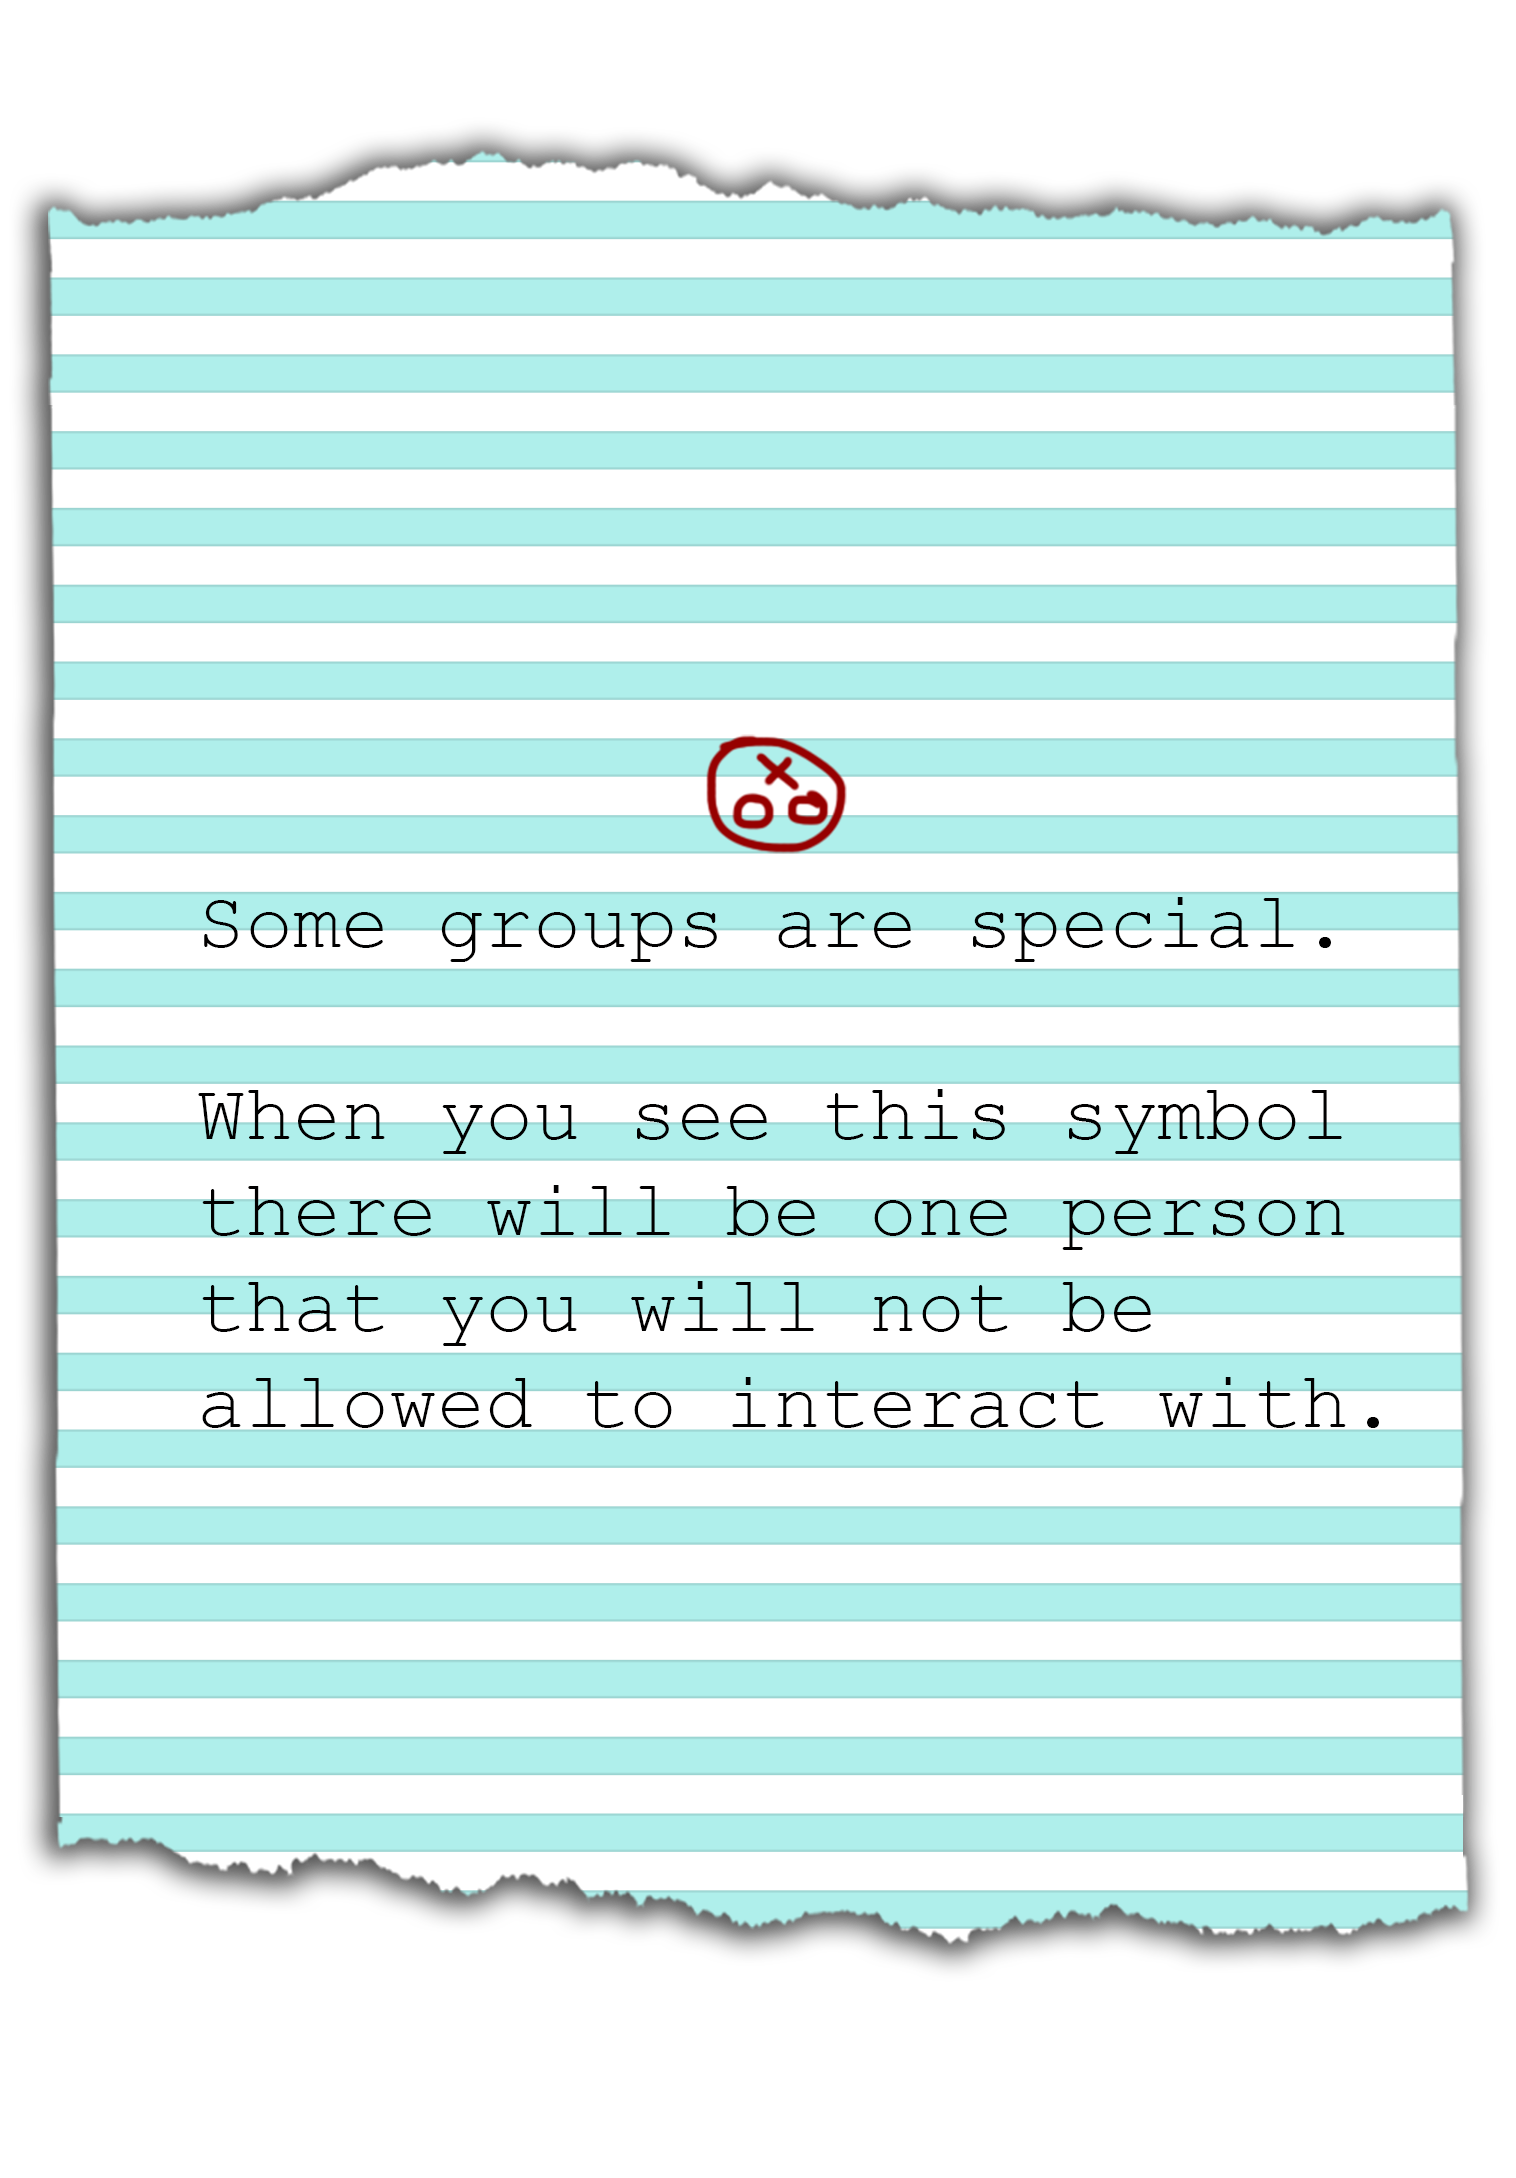 Some groups are special.
When you see this symbol
there will be one person
that you will not be
allowed to interact with.